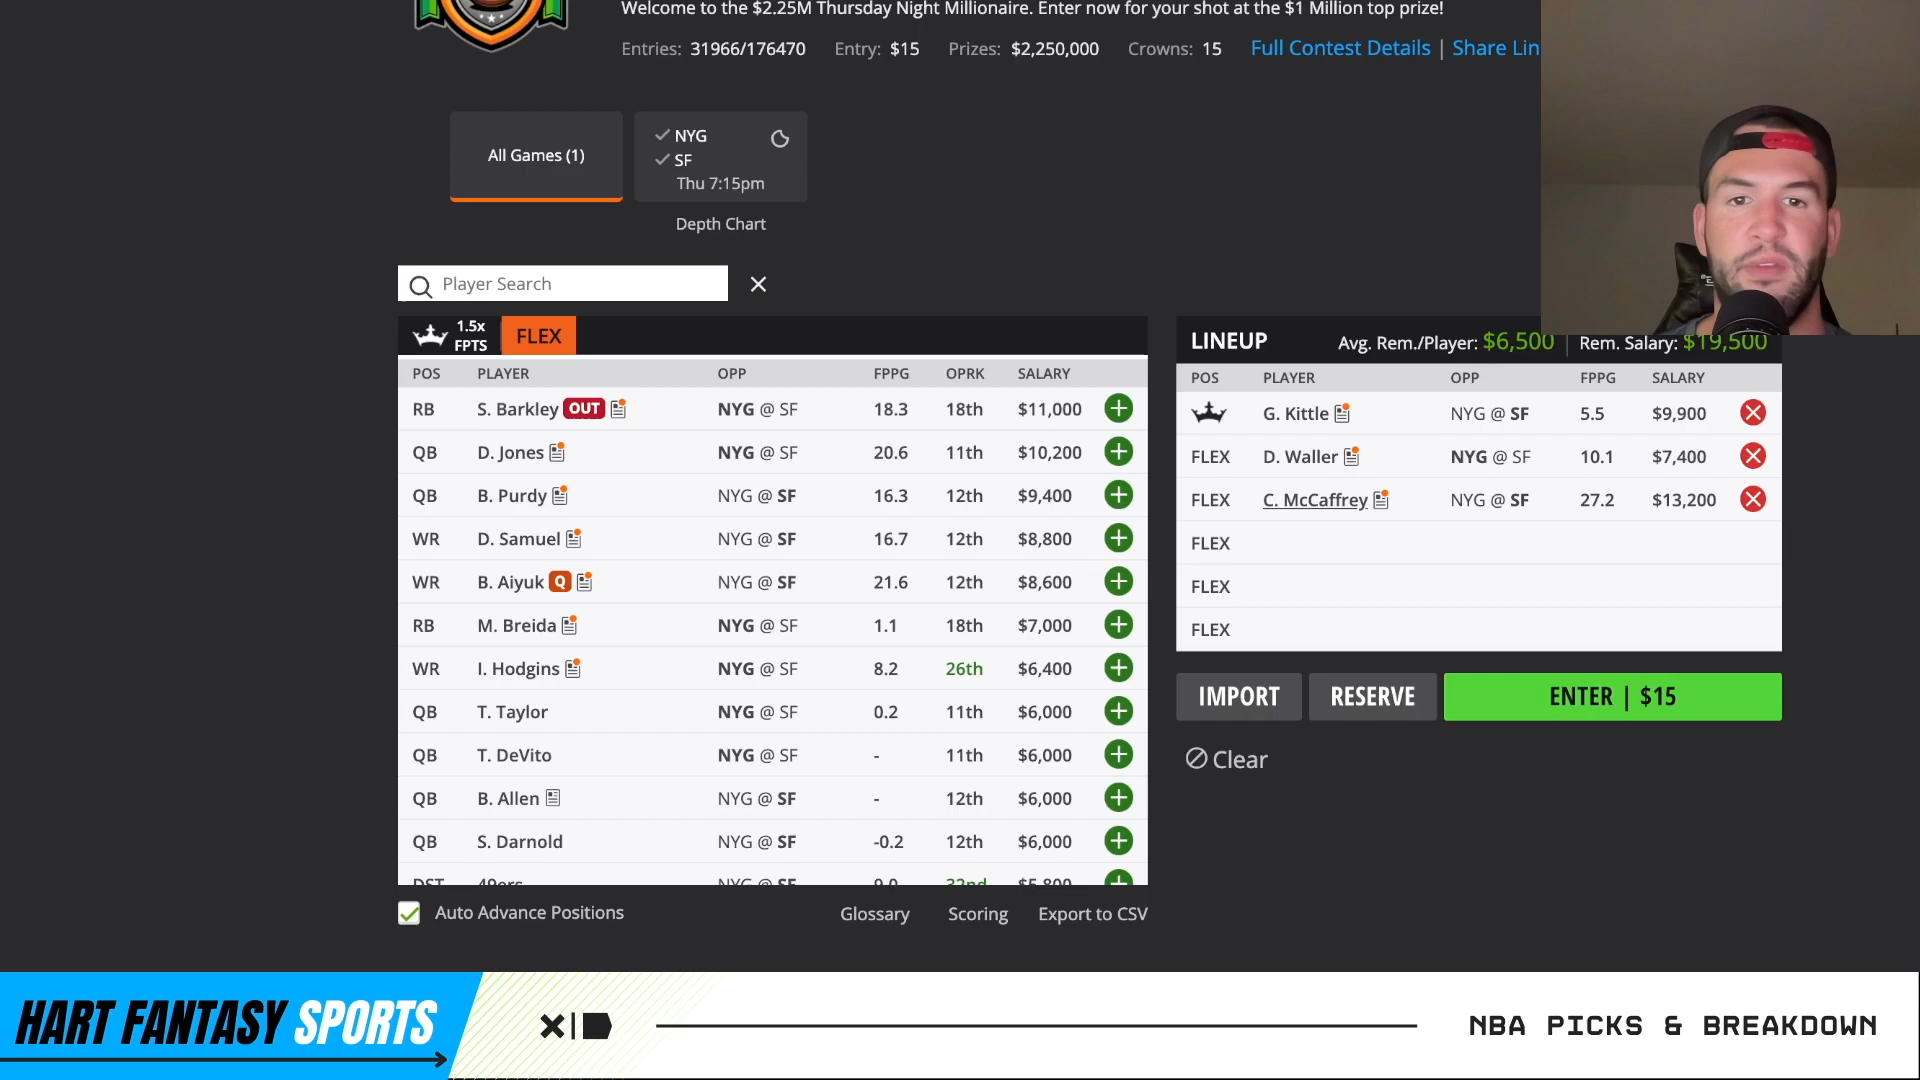 Welcome to the $2.25M Thursday Night Millionaire. Enter now for your shot at the $1 Million top prize!
Entries: 31966/176470 Entry: $15 Prizes: $2,250,000 Crowns: 15 Full Contest Details | Share Lin
All Games (1)
NYG
SF
Thu 7:15pm
Depth Chart
Player Search
1.5x FPTS
FLEX
POS PLAYER OPP FPPG OPRK SALARY
RB S. Barkley OUT NYG @ SF 18.3 18th $11,000
QB D. Jones NYG @ SF 20.6 11th $10,200
QB B. Purdy NYG @ SF 16.3 12th $9,400
WR D. Samuel NYG @ SF 16.7 12th $8,800
WR B. Aiyuk Q NYG @ SF 21.6 12th $8,600
RB M. Breida NYG @ SF 1.1 18th $7,000
WR I. Hodgins NYG @ SF 8.2 26th $6,400
QB T. Taylor NYG @ SF 0.2 11th $6,000
QB T. DeVito NYG @ SF - 11th $6,000
QB B. Allen NYG @ SF - 12th $6,000
QB S. Darnold NYG @ SF -0.2 12th $6,000
DST 49ers NYG @ SF 9.0 32nd $5,800
Auto Advance Positions Glossary Scoring Export to CSV
LINEUP Avg. Rem./Player: $6,500 Rem. Salary: $19,500
POS PLAYER OPP FPPG SALARY
G. Kittle NYG @ SF 5.5 $9,900
FLEX D. Waller NYG @ SF 10.1 $7,400
FLEX C. McCaffrey NYG @ SF 27.2 $13,200
FLEX
FLEX
FLEX
IMPORT RESERVE ENTER | $15
Clear
HART FANTASY SPORTS
NBA PICKS & BREAKDOWN